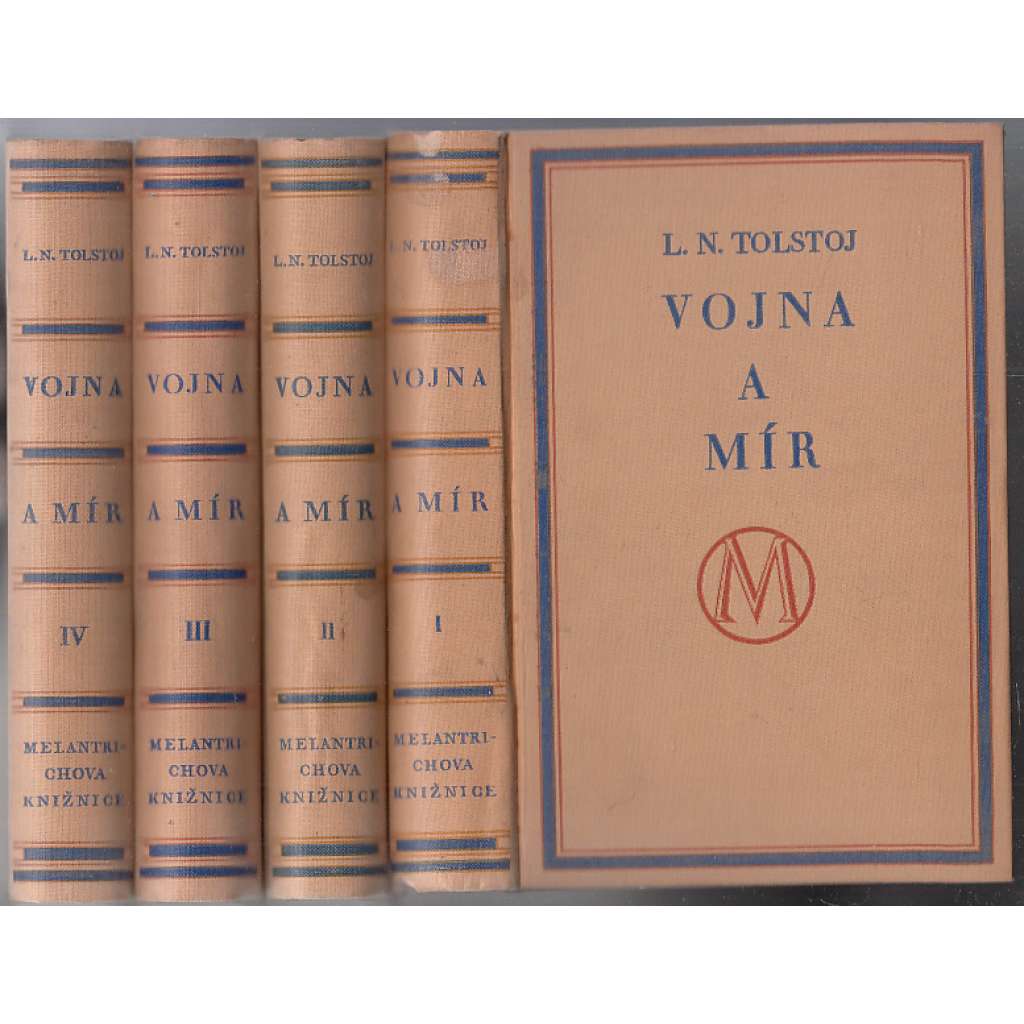 L.N. TOLSTOJ
VOJNA
A MÍR
IV
MELANTRI-
CHOVA
KNIŽNICE
L.N. TOLSTOJ
VOJNA
A MÍR
III
MELANTRI-
CHOVA
KNIŽNICE
L.N. TOLSTOJ
VOJNA
A MÍR
II
MELANTRI-
CHOVA
KNIŽNICE
L.N. TOLSTOJ
VOJNA
A MÍR
I
MELANTRI-
CHOVA
KNIŽNICE
L. N. TOLSTOJ
VOJNA
A
MÍR
M